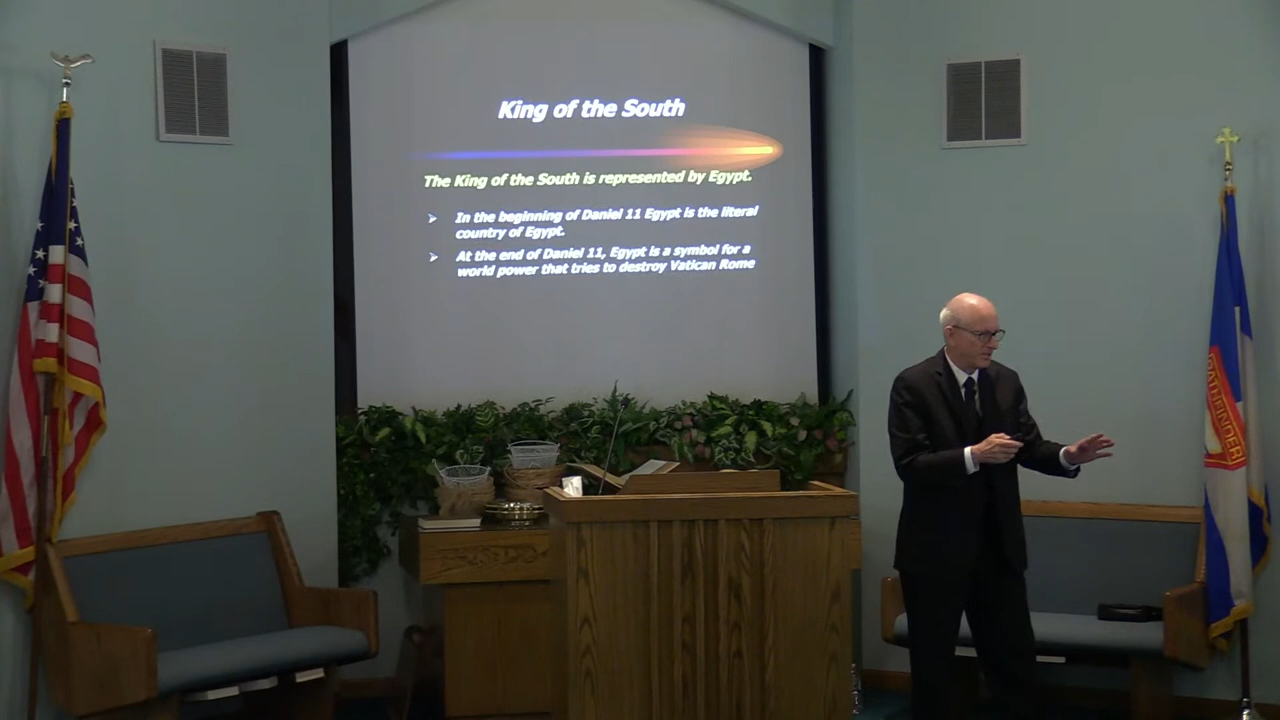 King of the South
The King of the South is represented by Egypt.
In the beginning of Daniel 11 Egypt is the literal
country of Egypt.
At the end of Daniel 11, Egypt is a symbol for a
world power that tries to destroy Vatican Rome
PATHFINDER